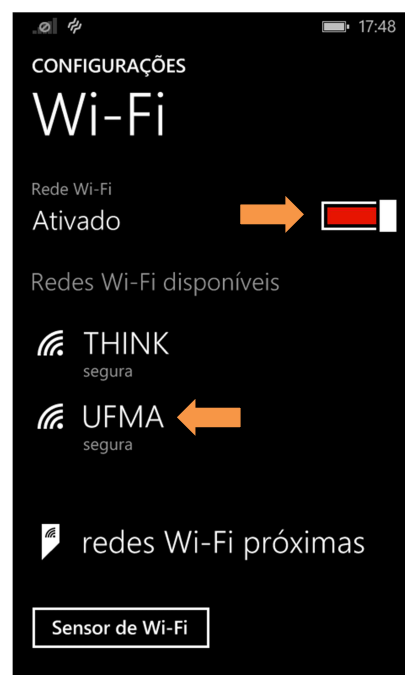 17:48
CONFIGURAÇÕES
Wi-Fi
Rede Wi-Fi
Ativado
Redes Wi-Fi disponíveis
THINK
segura
UFMA
segura
redes Wi-Fi próximas
Sensor de Wi-Fi